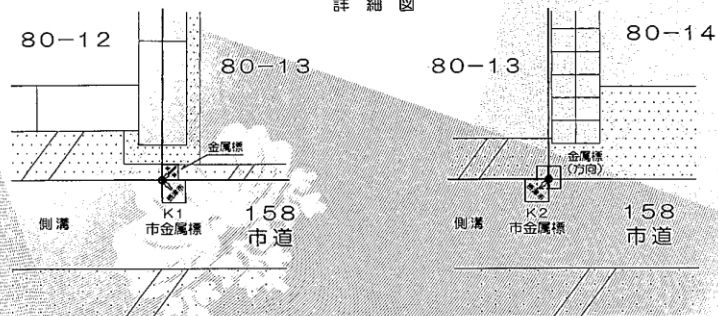 詳細図
80-12
80-13
金属標
側溝
K1
市金属標
158
市道
80-13
80-14
金属標
(方向)
側溝
K2
市金属標
158
市道